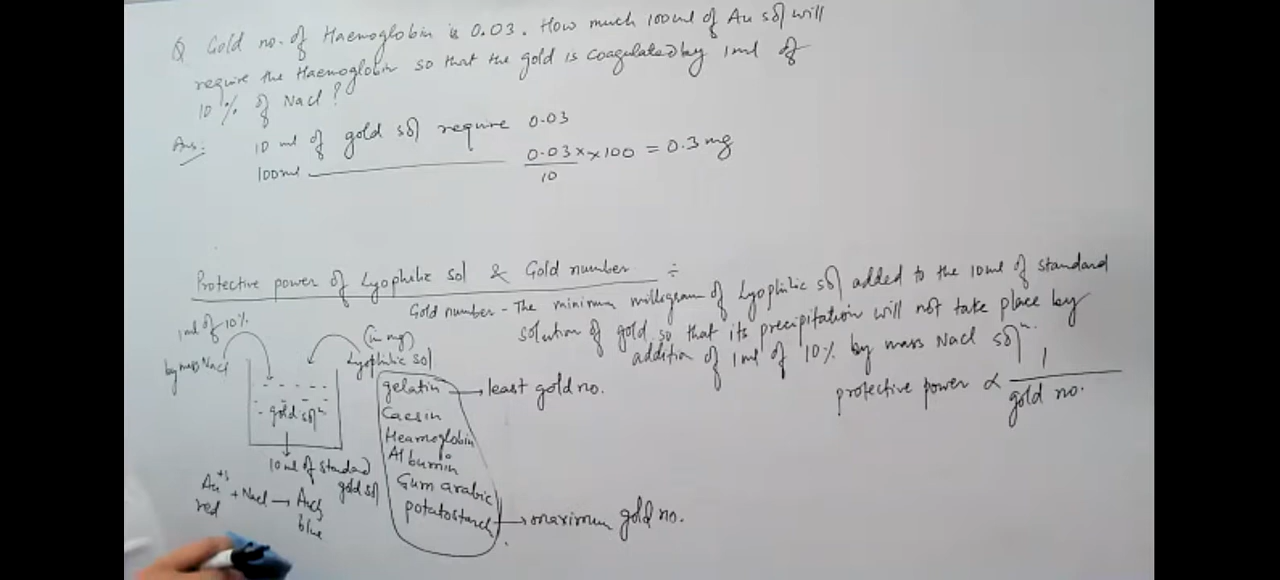 Q Gold no. of Haemoglobin is 0.03. How much 100ml of Au sol will
require the Haemoglobin so that the gold is coagulated by 1ml of
10 % of NaCl?
Ans: 10 ml of gold sol require 0.03
100ml ———— 0.03 × × 100 / 10 = 0.3 mg
Protective power of Lyophilic sol & Gold number ÷
Gold number - The minimum milligram of Lyophilic sol added to the 10ml of standard
solution of gold so that its precipitation will not take place by
addition of 1ml of 10% by mass NaCl solⁿ.
protective power ∝ 1 / gold no.
1ml of 10%
by mass NaCl
(in mg)
Lyophilic sol
gold solⁿ
10 ml of standard
gold sol
Au⁺³ + NaCl → AuCl₃
red blue
gelatin → least gold no.
Caesin
Heamoglobin
Albumin
Gum arabic
potatostarch → maximum gold no.